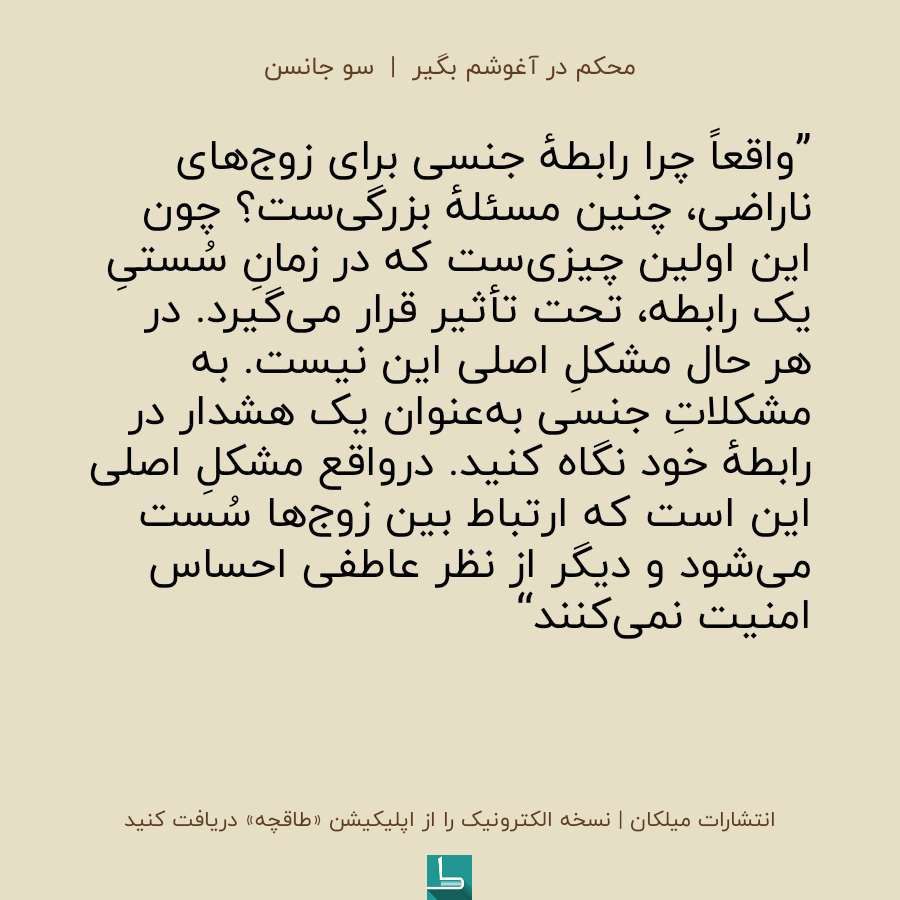 محکم در آغوشم بگیر | سو جانسن
”واقعاً چرا رابطهٔ جنسی برای زوج‌های
ناراضی، چنین مسئلهٔ بزرگی‌ست؟ چون
این اولین چیزی‌ست که در زمانِ سُستیِ
یک رابطه، تحت تأثیر قرار می‌گیرد. در
هر حال مشکلِ اصلی این نیست. به
مشکلاتِ جنسی به‌عنوان یک هشدار در
رابطهٔ خود نگاه کنید. درواقع مشکلِ اصلی
این است که ارتباط بین زوج‌ها سُست
می‌شود و دیگر از نظر عاطفی احساس
امنیت نمی‌کنند“
انتشارات میلکان | نسخه الکترونیک را از اپلیکیشن «طاقچه» دریافت کنید